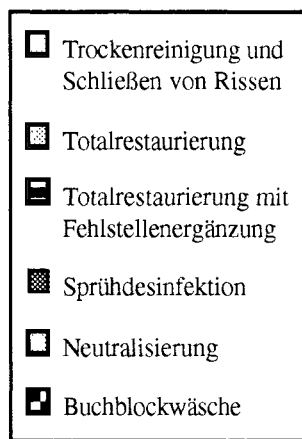 Trockenreinigung und
Schließen von Rissen
Totalrestaurierung
Totalrestaurierung mit
Fehlstellenergänzung
Sprühdesinfektion
Neutralisierung
Buchblockwäsche